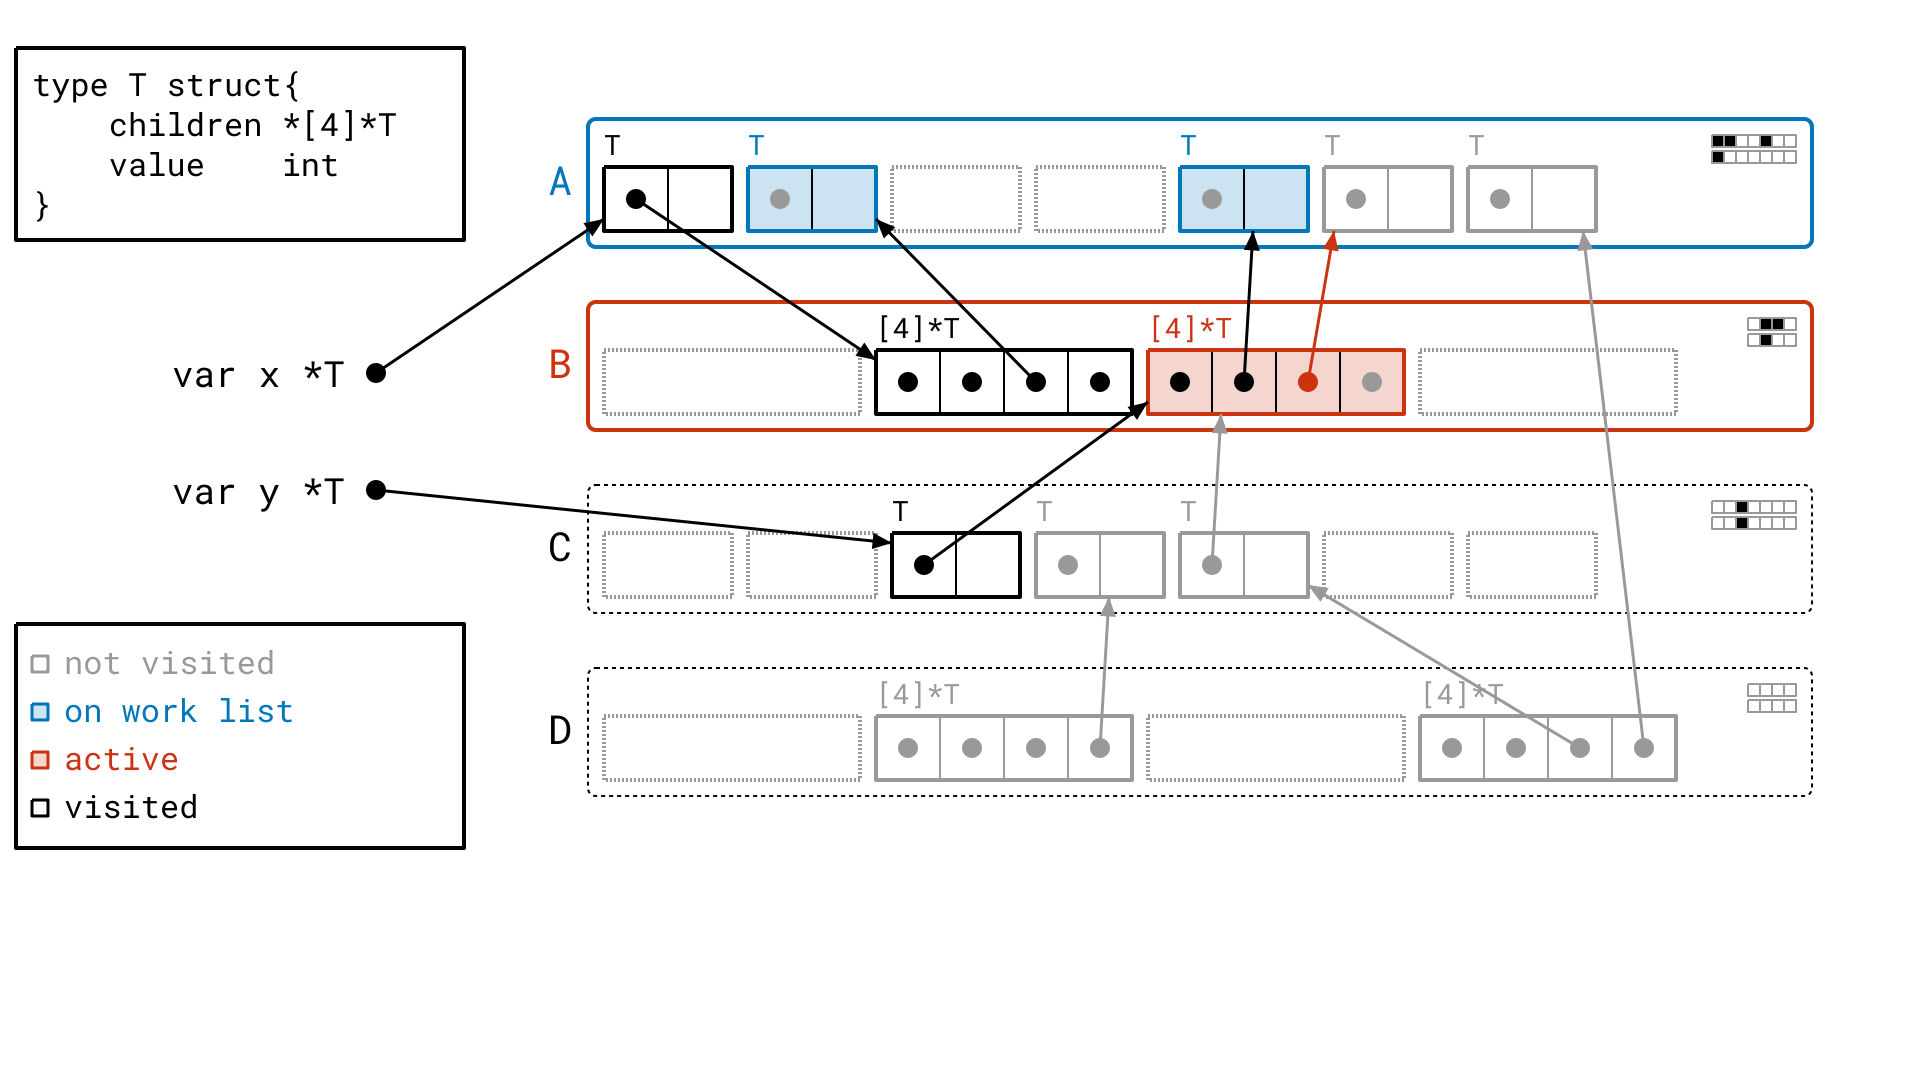 type T struct{
    children *[4]*T
    value    int
}
var x *T
var y *T
not visited
on work list
active
visited
A
T
T
T
T
T
B
[4]*T
[4]*T
C
T
T
T
D
[4]*T
[4]*T